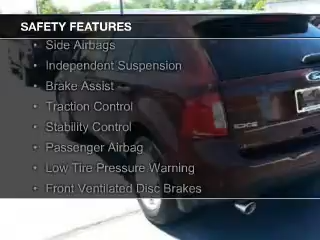 SAFETY FEATURES
• Side Airbags
• Independent Suspension
• Brake Assist
• Traction Control
• Stability Control
• Passenger Airbag
• Low Tire Pressure Warning
• Front Ventilated Disc Brakes
EDGE